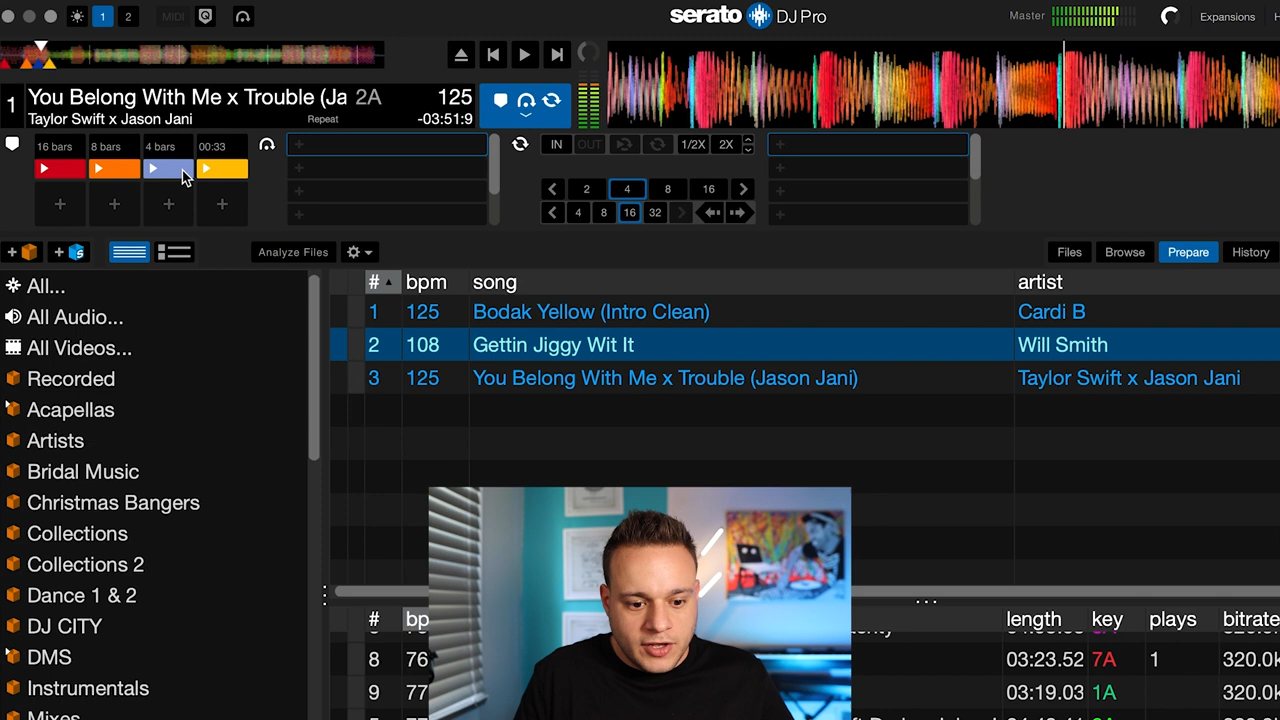 1
2
MIDI
serato DJ Pro
Master
Expansions
1
You Belong With Me x Trouble (Ja 2A 125
Taylor Swift x Jason Jani Repeat -03:51:9
16 bars 8 bars 4 bars 00:33
IN OUT 1/2X 2X
2 4 8 16
4 8 16 32
Analyze Files
Files Browse Prepare History
# bpm song artist
1 125 Bodak Yellow (Intro Clean) Cardi B
2 108 Gettin Jiggy Wit It Will Smith
3 125 You Belong With Me x Trouble (Jason Jani) Taylor Swift x Jason Jani
All...
All Audio...
All Videos...
Recorded
Acapellas
Artists
Bridal Music
Christmas Bangers
Collections
Collections 2
Dance 1 & 2
DJ CITY
DMS
Instrumentals
Mixes
# bp length key plays bitrate
8 76 03:23.52 7A 1 320.0k
9 77 03:19.03 1A 320.0k